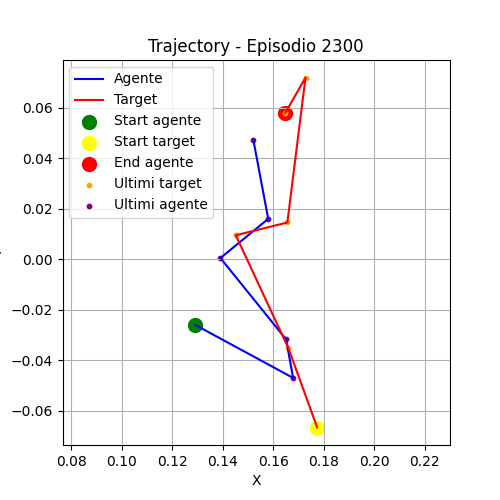 Trajectory - Episodio 2300
Agente
Target
Start agente
Start target
End agente
Ultimi target
Ultimi agente
0.06
0.04
0.02
0.00
−0.02
−0.04
−0.06
0.08 0.10 0.12 0.14 0.16 0.18 0.20 0.22
X